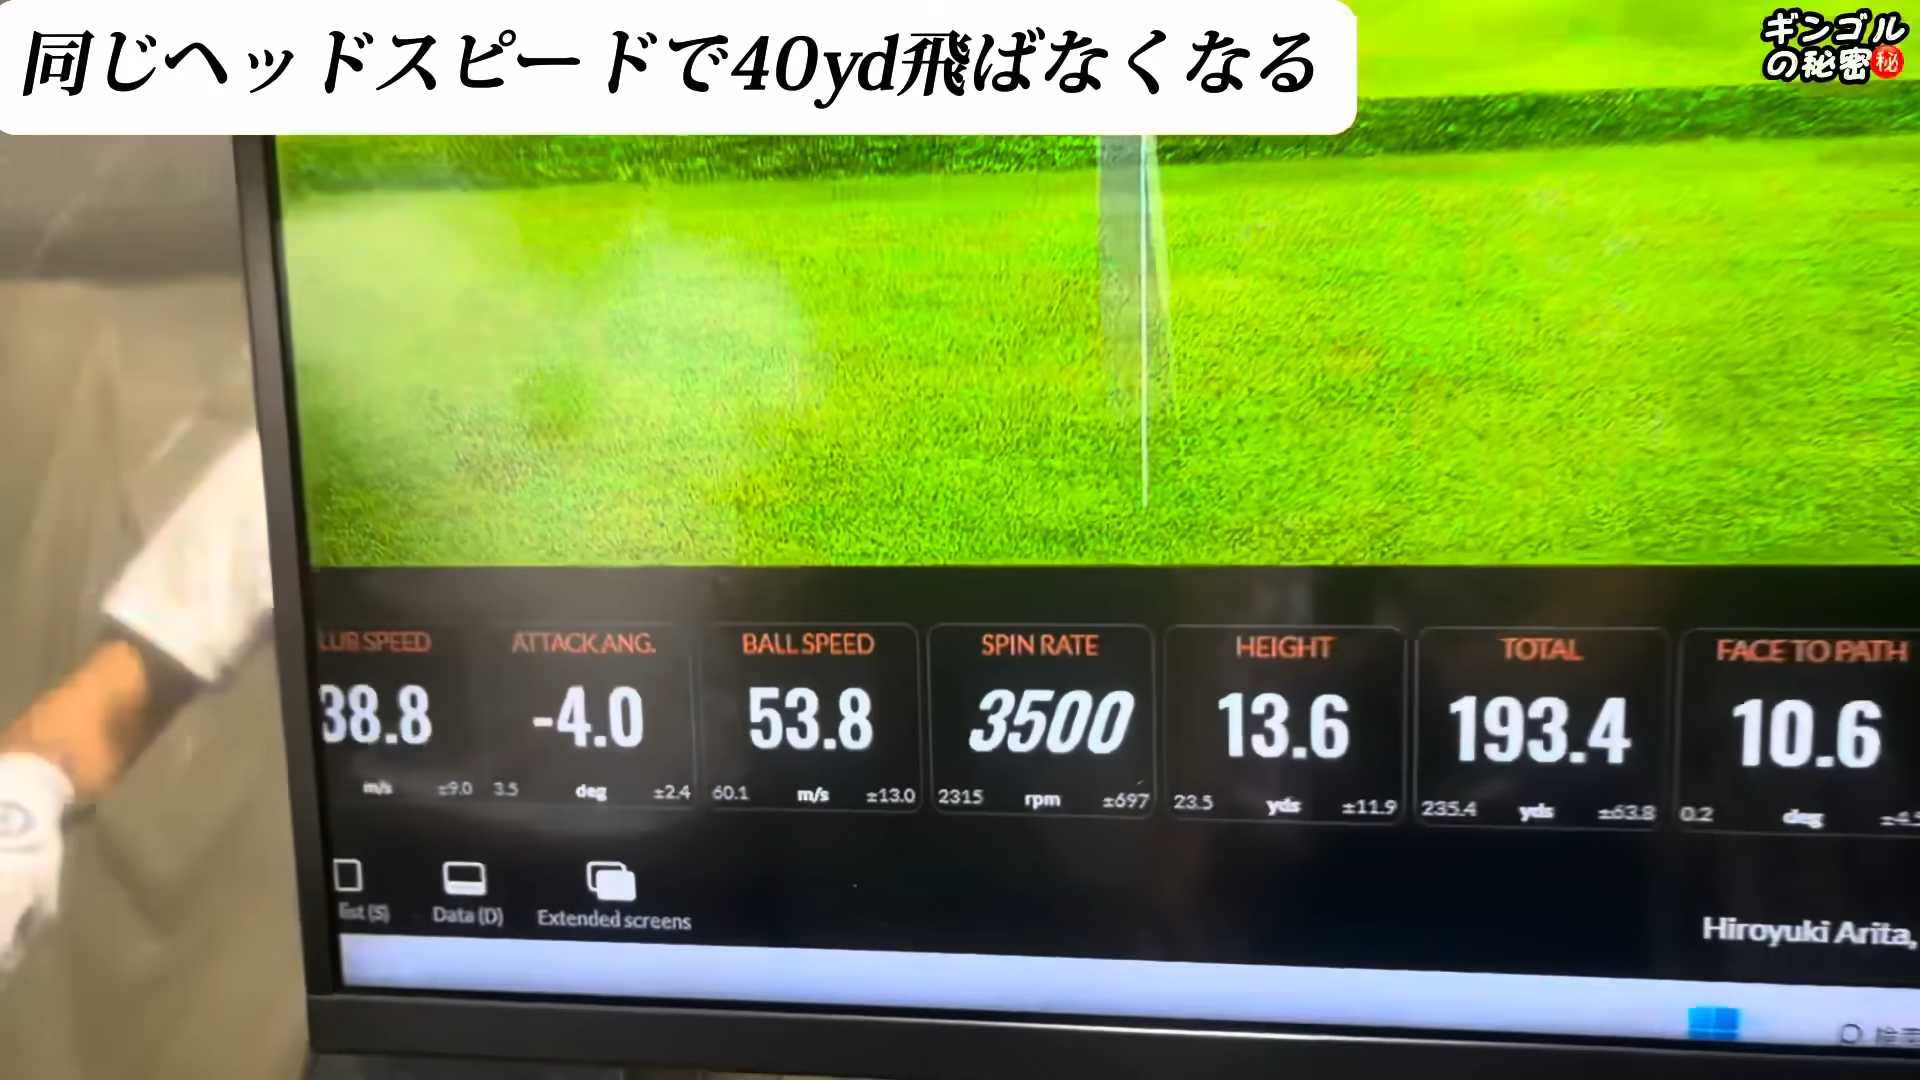 同じヘッドスピードで40yd飛ばなくなる
ギンゴル
の秘密㊙
LUB SPEED
38.8
m/s ±9.0
ATTACK ANG.
-4.0
3.5 deg ±2.4
BALL SPEED
53.8
60.1 m/s ±13.0
SPIN RATE
3500
2315 rpm ±697
HEIGHT
13.6
23.5 yds ±11.9
TOTAL
193.4
235.4 yds ±63.8
FACE TO PATH
10.6
0.2 deg
list (S)
Data (D)
Extended screens
Hiroyuki Arita,